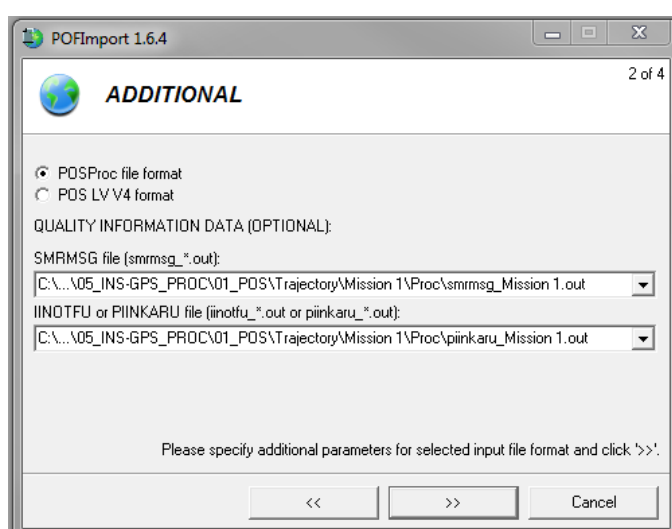 POFImport 1.6.4
2 of 4
ADDITIONAL
POSProc file format
POS LV V4 format
QUALITY INFORMATION DATA (OPTIONAL):
SMRMSG file (smrmsg_*.out):
C:\...\05_INS-GPS_PROC\01_POS\Trajectory\Mission 1\Proc\smrmsg_Mission 1.out
IINOTFU or PIINKARU file (iinotfu_*.out or piinkaru_*.out):
C:\...\05_INS-GPS_PROC\01_POS\Trajectory\Mission 1\Proc\piinkaru_Mission 1.out
Please specify additional parameters for selected input file format and click '>>'.
<< >> Cancel